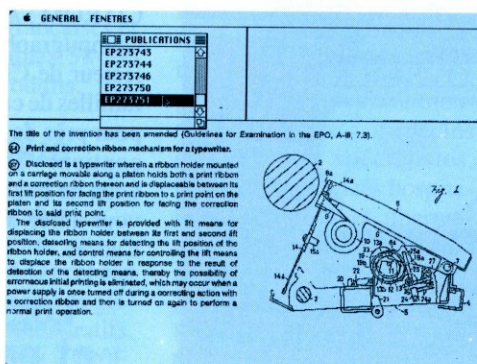 GENERAL FENETRES
PUBLICATIONS
EP273743
EP273744
EP273746
EP273750
EP273751
The title of the invention has been amended (Guidelines for Examination in the EPO, A-III, 7.3).
54 Print and correction ribbon mechanism for a typewriter.
57 Disclosed is a typewriter wherein a ribbon holder mounted
on a carriage movable along a platen holds both a print ribbon
and a correction ribbon thereon and is displaceable between its
first lift position for facing the print ribbon to a print point on the
platen and its second lift position for facing the correction
ribbon to said print point.
The disclosed typewriter is provided with lift means for
displacing the ribbon holder between its first and second lift
position, detecting means for detecting the lift position of the
ribbon holder, and control means for controlling the lift means
to displace the ribbon holder in response to the result of
detection of the detecting means, thereby the possibility of
errorneous initial printing is eliminated, which may occur when a
power supply is once turned off during a correcting action with
a correction ribbon and then is turned on again to perform a
normal print operation.
Fig. 1